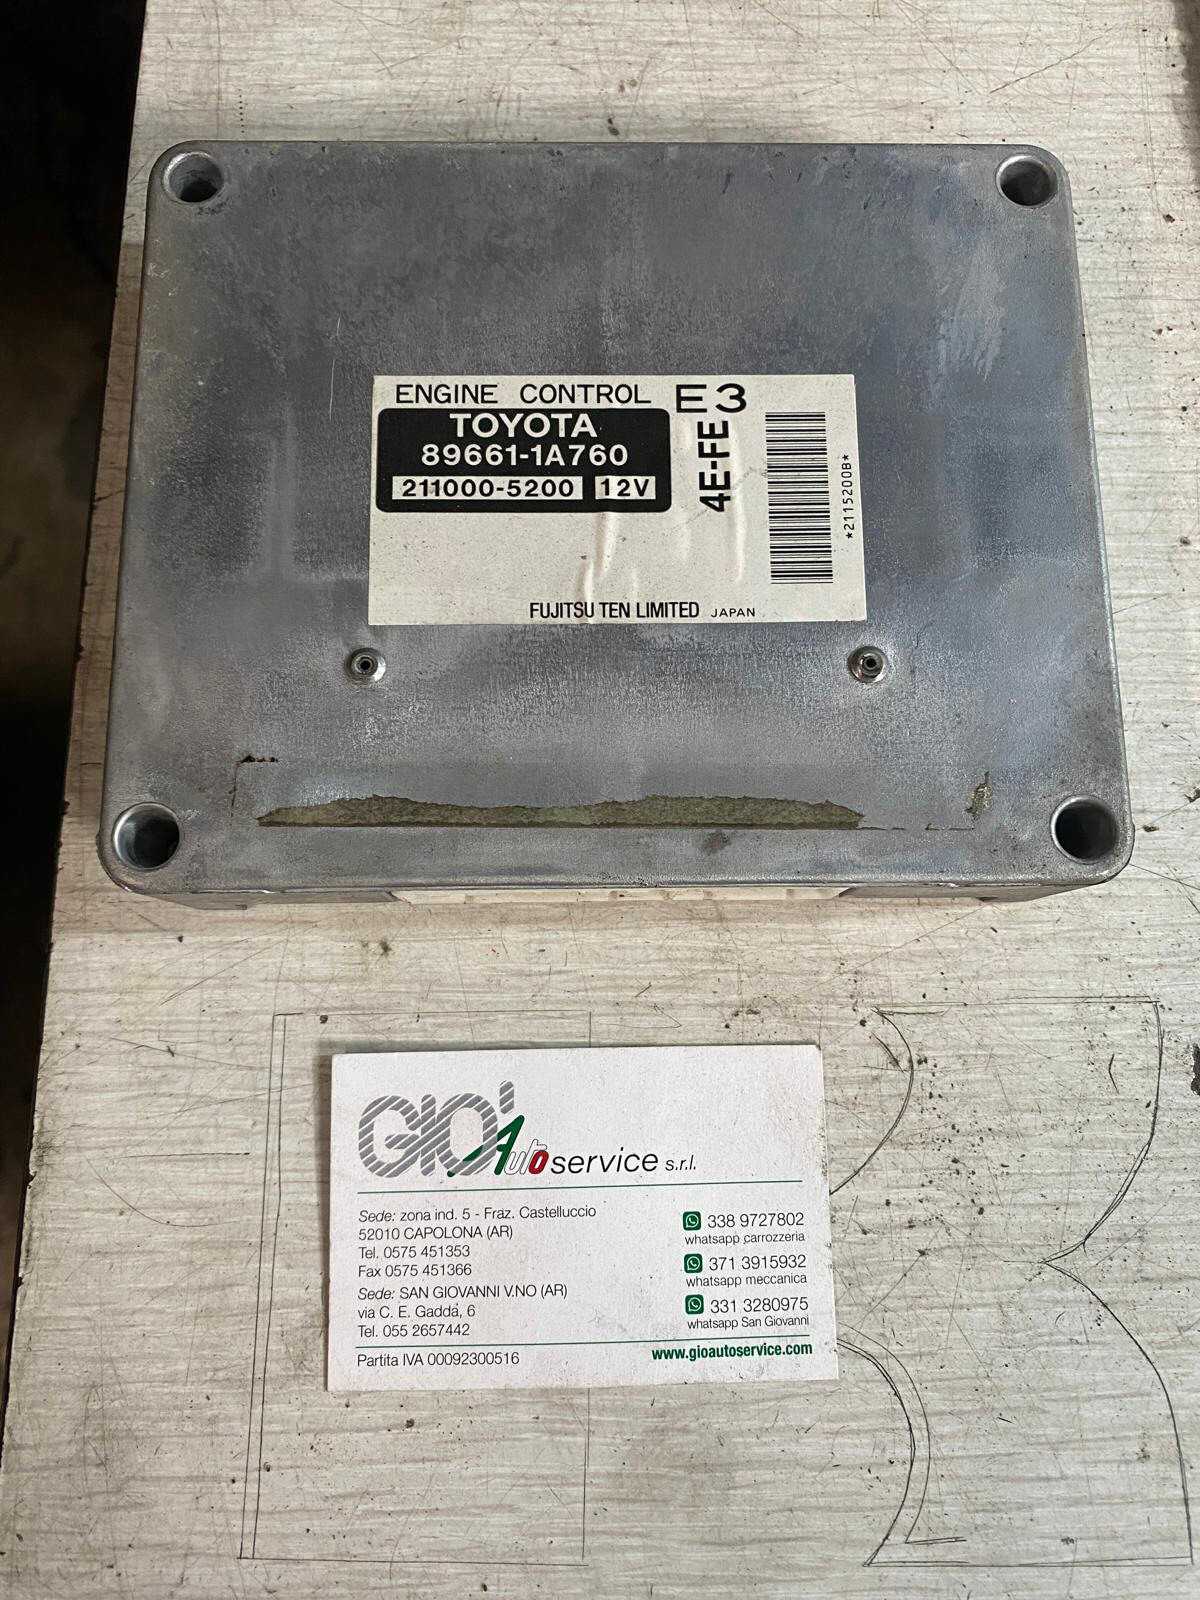 ENGINE CONTROL E3
TOYOTA
89661-1A760
211000-5200 12V
4E-FE
*2115200B*
FUJITSU TEN LIMITED JAPAN
GIO' Auto service s.r.l.
Sede: zona ind. 5 - Fraz. Castelluccio
52010 CAPOLONA (AR)
Tel. 0575 451353
Fax 0575 451366
Sede: SAN GIOVANNI V.NO (AR)
via C. E. Gadda, 6
Tel. 055 2657442
Partita IVA 00092300516
338 9727802
whatsapp carrozzeria
371 3915932
whatsapp meccanica
331 3280975
whatsapp San Giovanni
www.gioautoservice.com